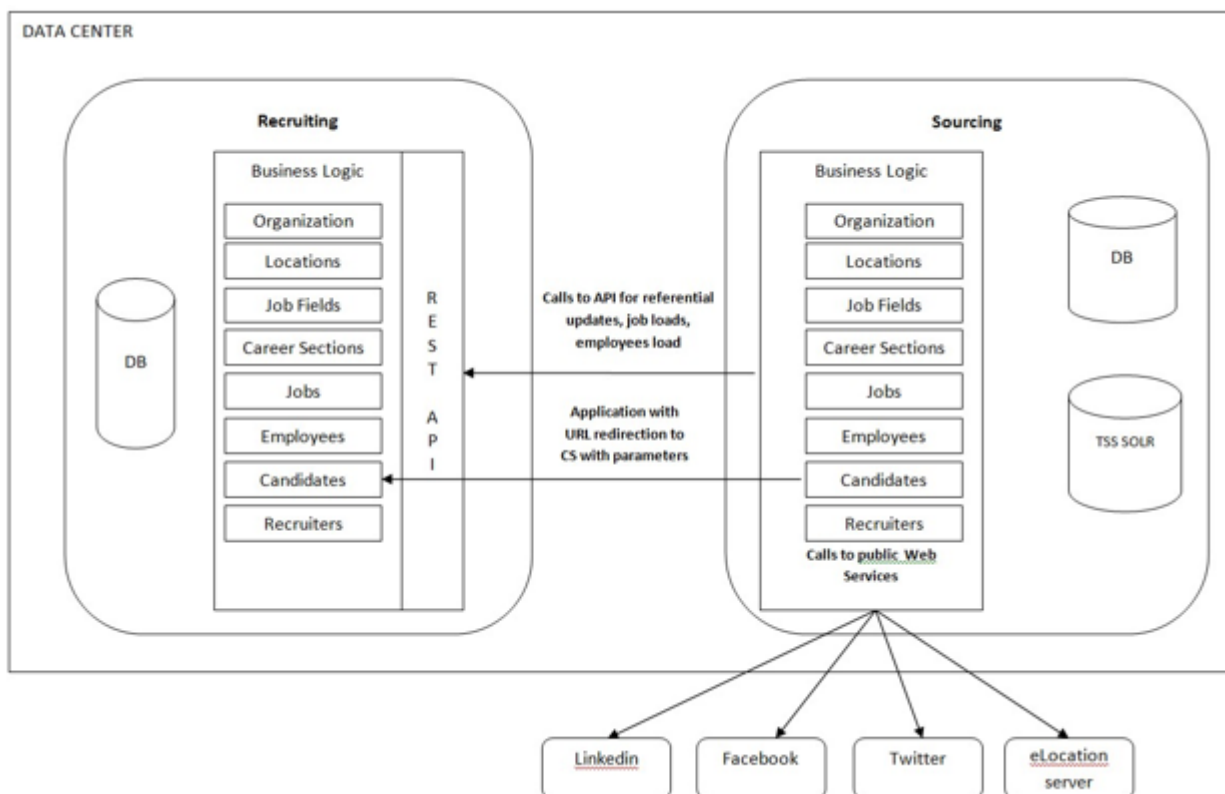 DATA CENTER
Recruiting
Business Logic
Organization
Locations
Job Fields
Career Sections
Jobs
Employees
Candidates
Recruiters
DB
R
E
S
T
A
P
I
Calls to API for referential
updates, job loads,
employees load
Application with
URL redirection to
CS with parameters
Sourcing
Business Logic
Organization
Locations
Job Fields
Career Sections
Jobs
Employees
Candidates
Recruiters
Calls to public Web
Services
DB
TSS SOLR
Linkedin
Facebook
Twitter
eLocation
server